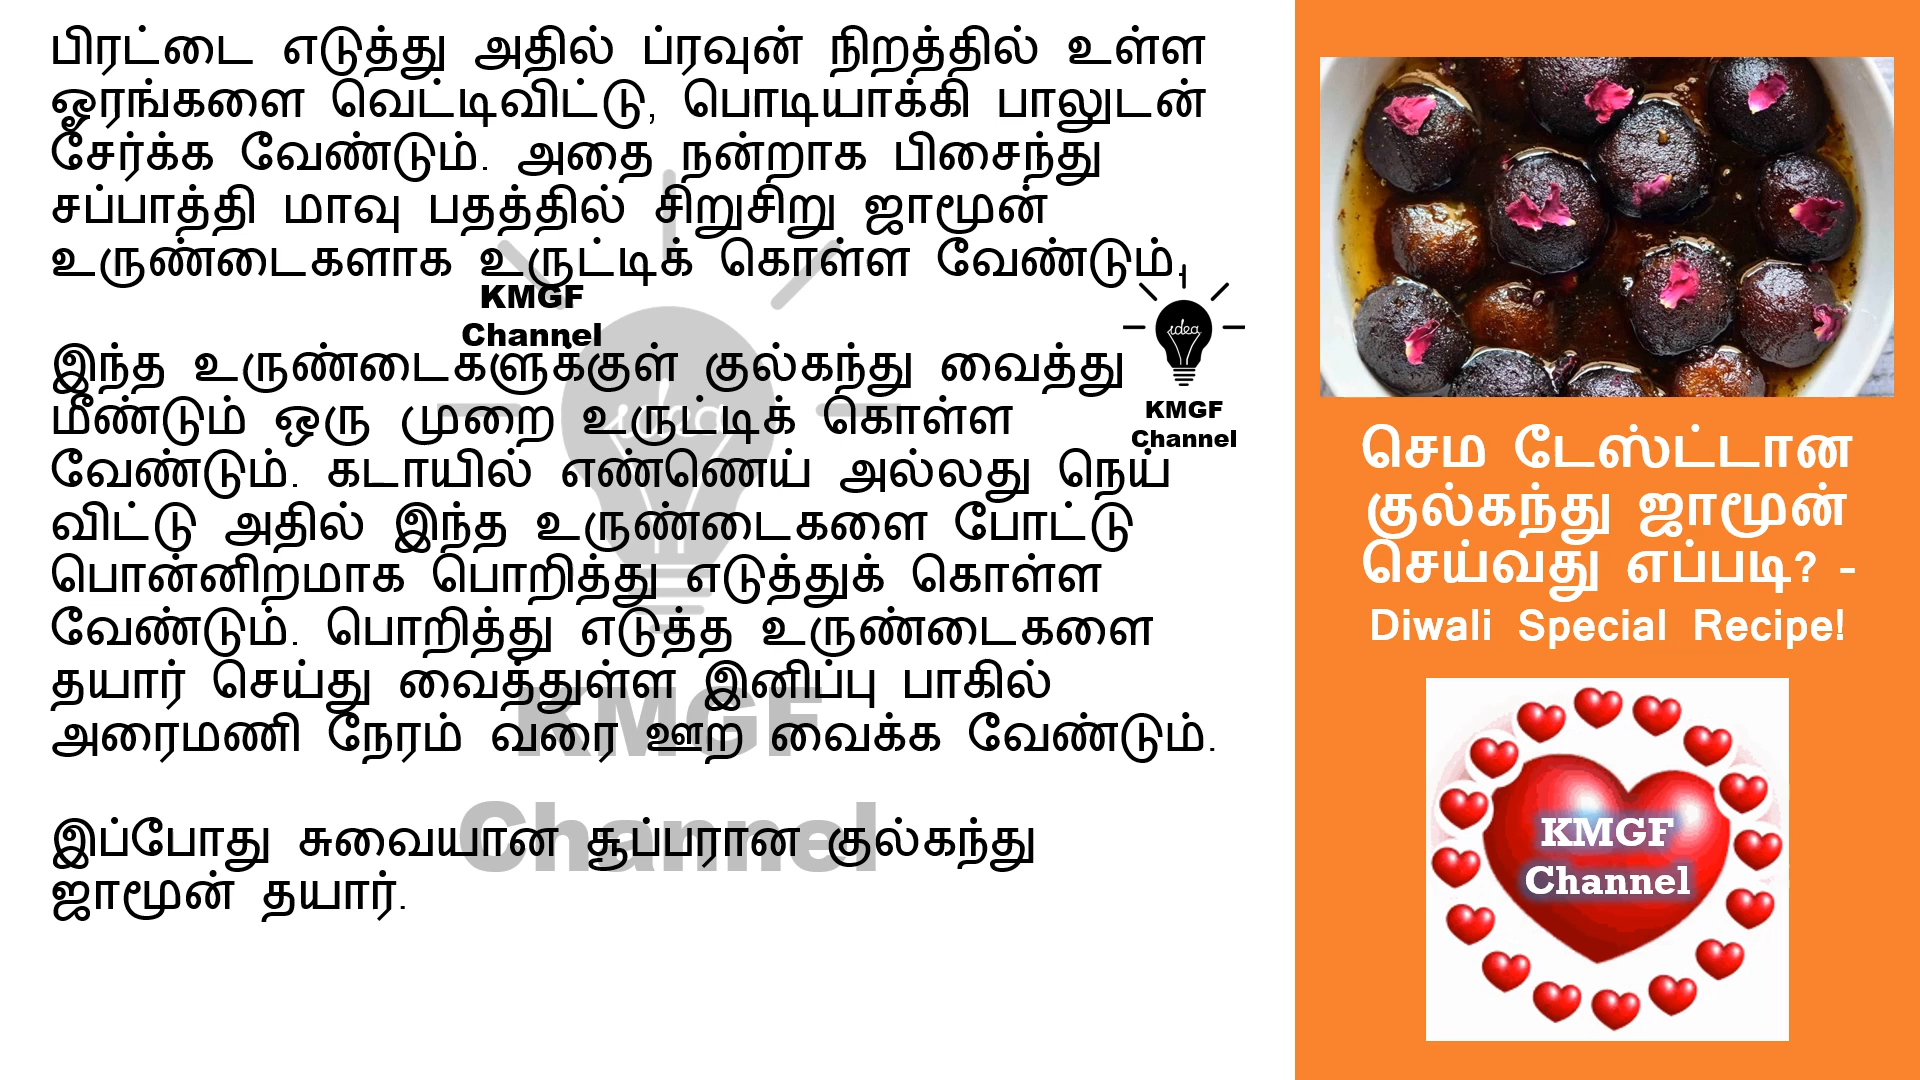 பிரட்டை எடுத்து அதில் ப்ரவுன் நிறத்தில் உள்ள
ஓரங்களை வெட்டிவிட்டு, பொடியாக்கி பாலுடன்
சேர்க்க வேண்டும். அதை நன்றாக பிசைந்து
சப்பாத்தி மாவு பதத்தில் சிறுசிறு ஜாமூன்
உருண்டைகளாக உருட்டிக் கொள்ள வேண்டும்.
KMGF
Channel
இந்த உருண்டைகளுக்குள் குல்கந்து வைத்து
மீண்டும் ஒரு முறை உருட்டிக் கொள்ள
வேண்டும். கடாயில் எண்ணெய் அல்லது நெய்
விட்டு அதில் இந்த உருண்டைகளை போட்டு
பொன்னிறமாக பொறித்து எடுத்துக் கொள்ள
வேண்டும். பொறித்து எடுத்த உருண்டைகளை
தயார் செய்து வைத்துள்ள இனிப்பு பாகில்
அரைமணி நேரம் வரை ஊற வைக்க வேண்டும்.
இப்போது சுவையான சூப்பரான குல்கந்து
ஜாமூன் தயார்.
idea
KMGF
Channel
idea
KMGF
Channel
செம டேஸ்ட்டான
குல்கந்து ஜாமூன்
செய்வது எப்படி? -
Diwali Special Recipe!
KMGF
Channel